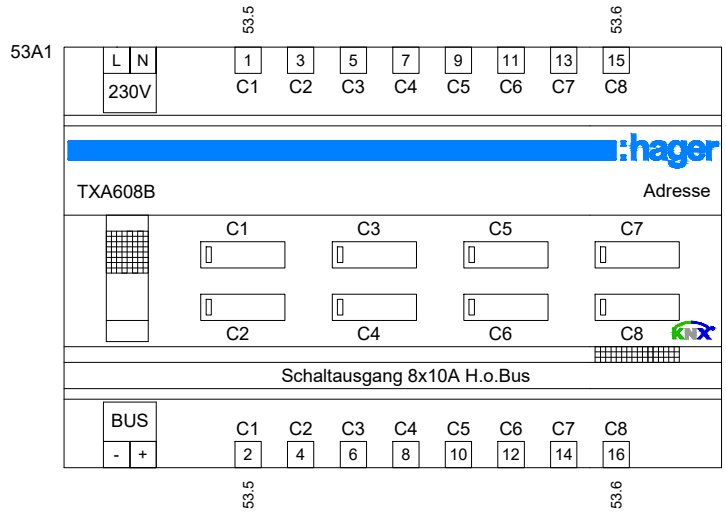 53.5 53.6
53A1
L N 1 3 5 7 9 11 13 15
230V C1 C2 C3 C4 C5 C6 C7 C8
:hager
TXA608B Adresse
C1 C3 C5 C7
C2 C4 C6 C8 KNX
Schaltausgang 8x10A H.o.Bus
BUS C1 C2 C3 C4 C5 C6 C7 C8
- + 2 4 6 8 10 12 14 16
53.5 53.6